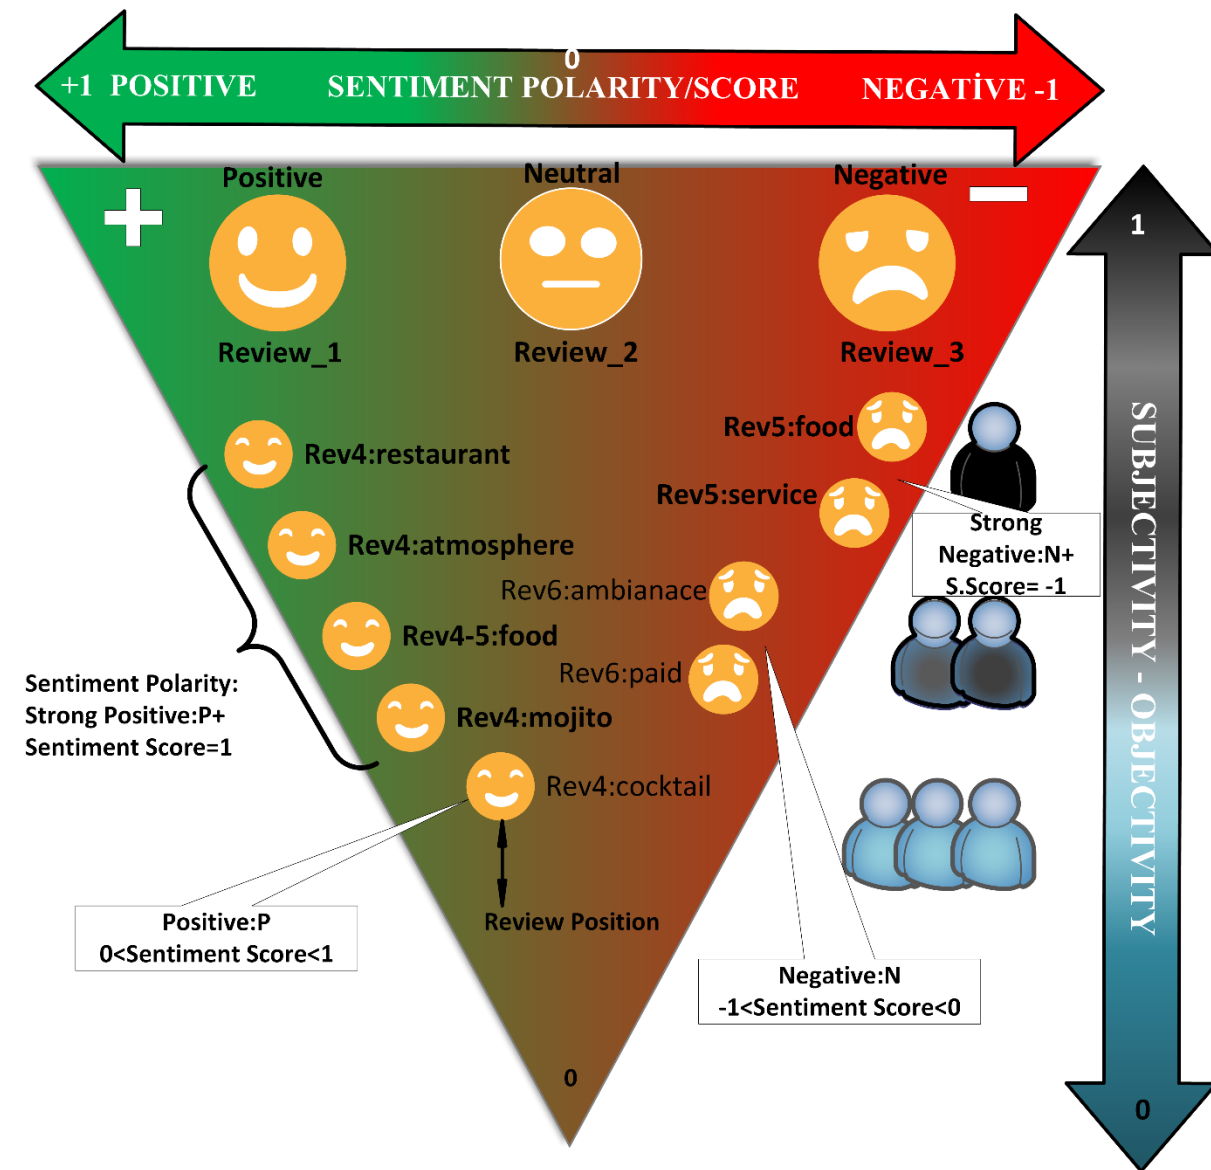 0
+1 POSITIVE SENTIMENT POLARITY/SCORE NEGATİVE -1
Positive Neutral Negative
Review_1 Review_2 Review_3
1
SUBJECTIVITY - OBJECTIVITY
0
Rev4:restaurant
Rev4:atmosphere
Rev4-5:food
Rev4:mojito
Rev4:cocktail
Rev5:food
Rev5:service
Rev6:ambianace
Rev6:paid
Strong
Negative:N+
S.Score= -1
Sentiment Polarity:
Strong Positive:P+
Sentiment Score=1
Positive:P
0<Sentiment Score<1
Review Position
Negative:N
-1<Sentiment Score<0
0